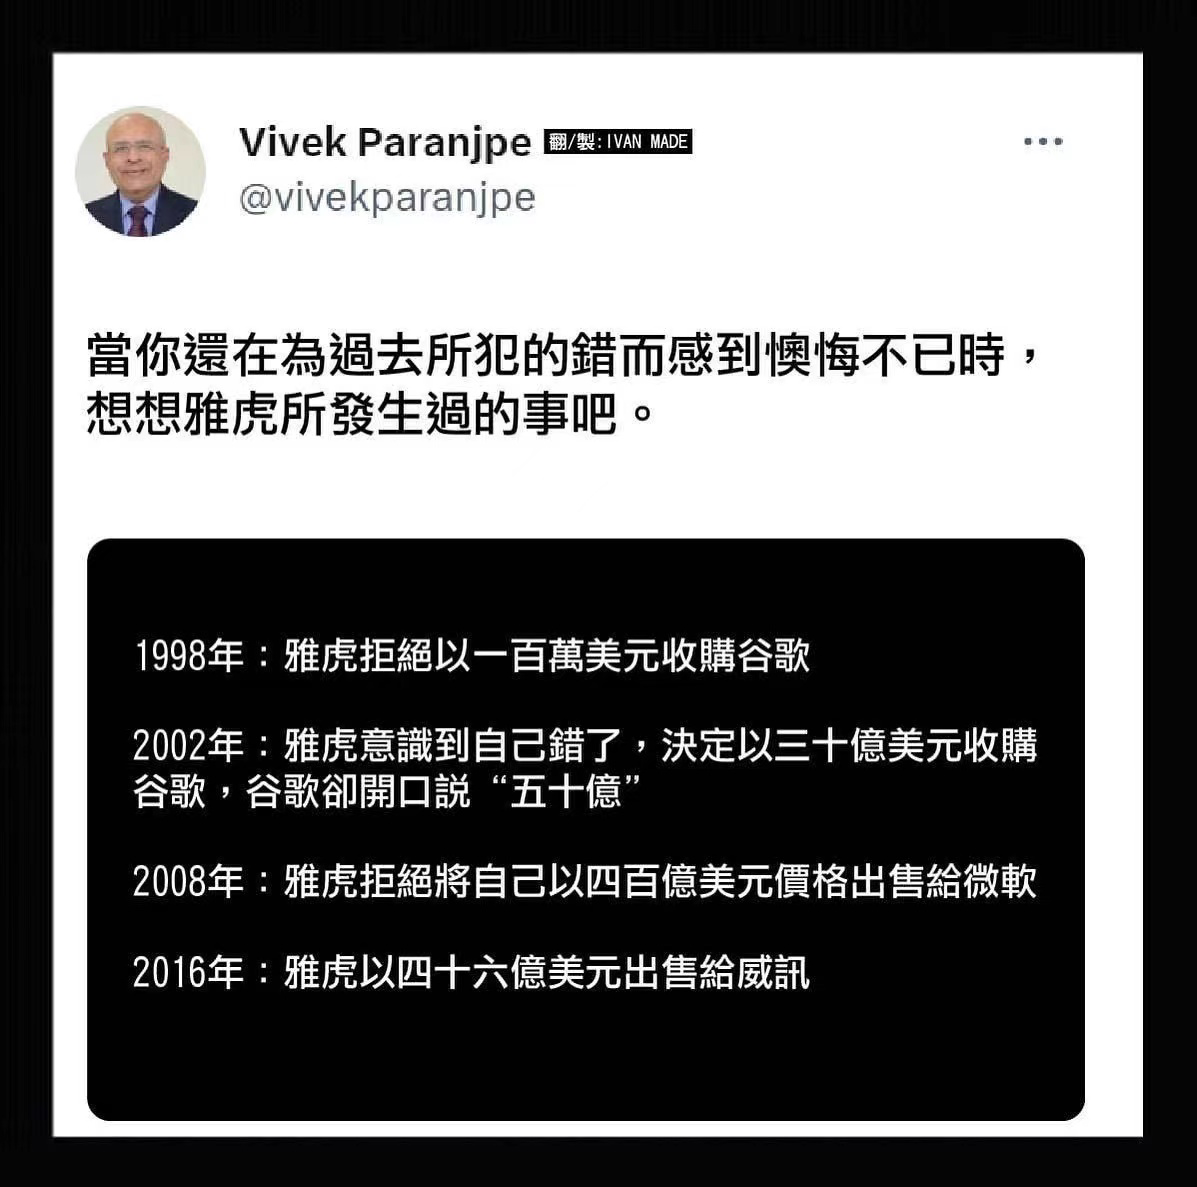 Vivek Paranjpe 翻/製:IVAN MADE
@vivekparanjpe
當你還在為過去所犯的錯而感到懊悔不已時，
想想雅虎所發生過的事吧。
1998年：雅虎拒絕以一百萬美元收購谷歌
2002年：雅虎意識到自己錯了，決定以三十億美元收購
谷歌，谷歌卻開口説“五十億”
2008年：雅虎拒絕將自己以四百億美元價格出售給微軟
2016年：雅虎以四十六億美元出售給威訊